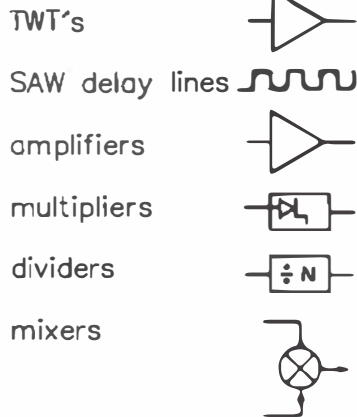 TWT's
SAW delay lines
amplifiers
multipliers
dividers
÷ N
mixers